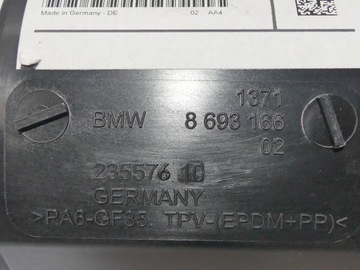 Made in Germany - DE 02 AA4
1371
BMW 8 693 166
02
235576 10
GERMANY
>PA6-GF35, TPV-(EPDM+PP)<